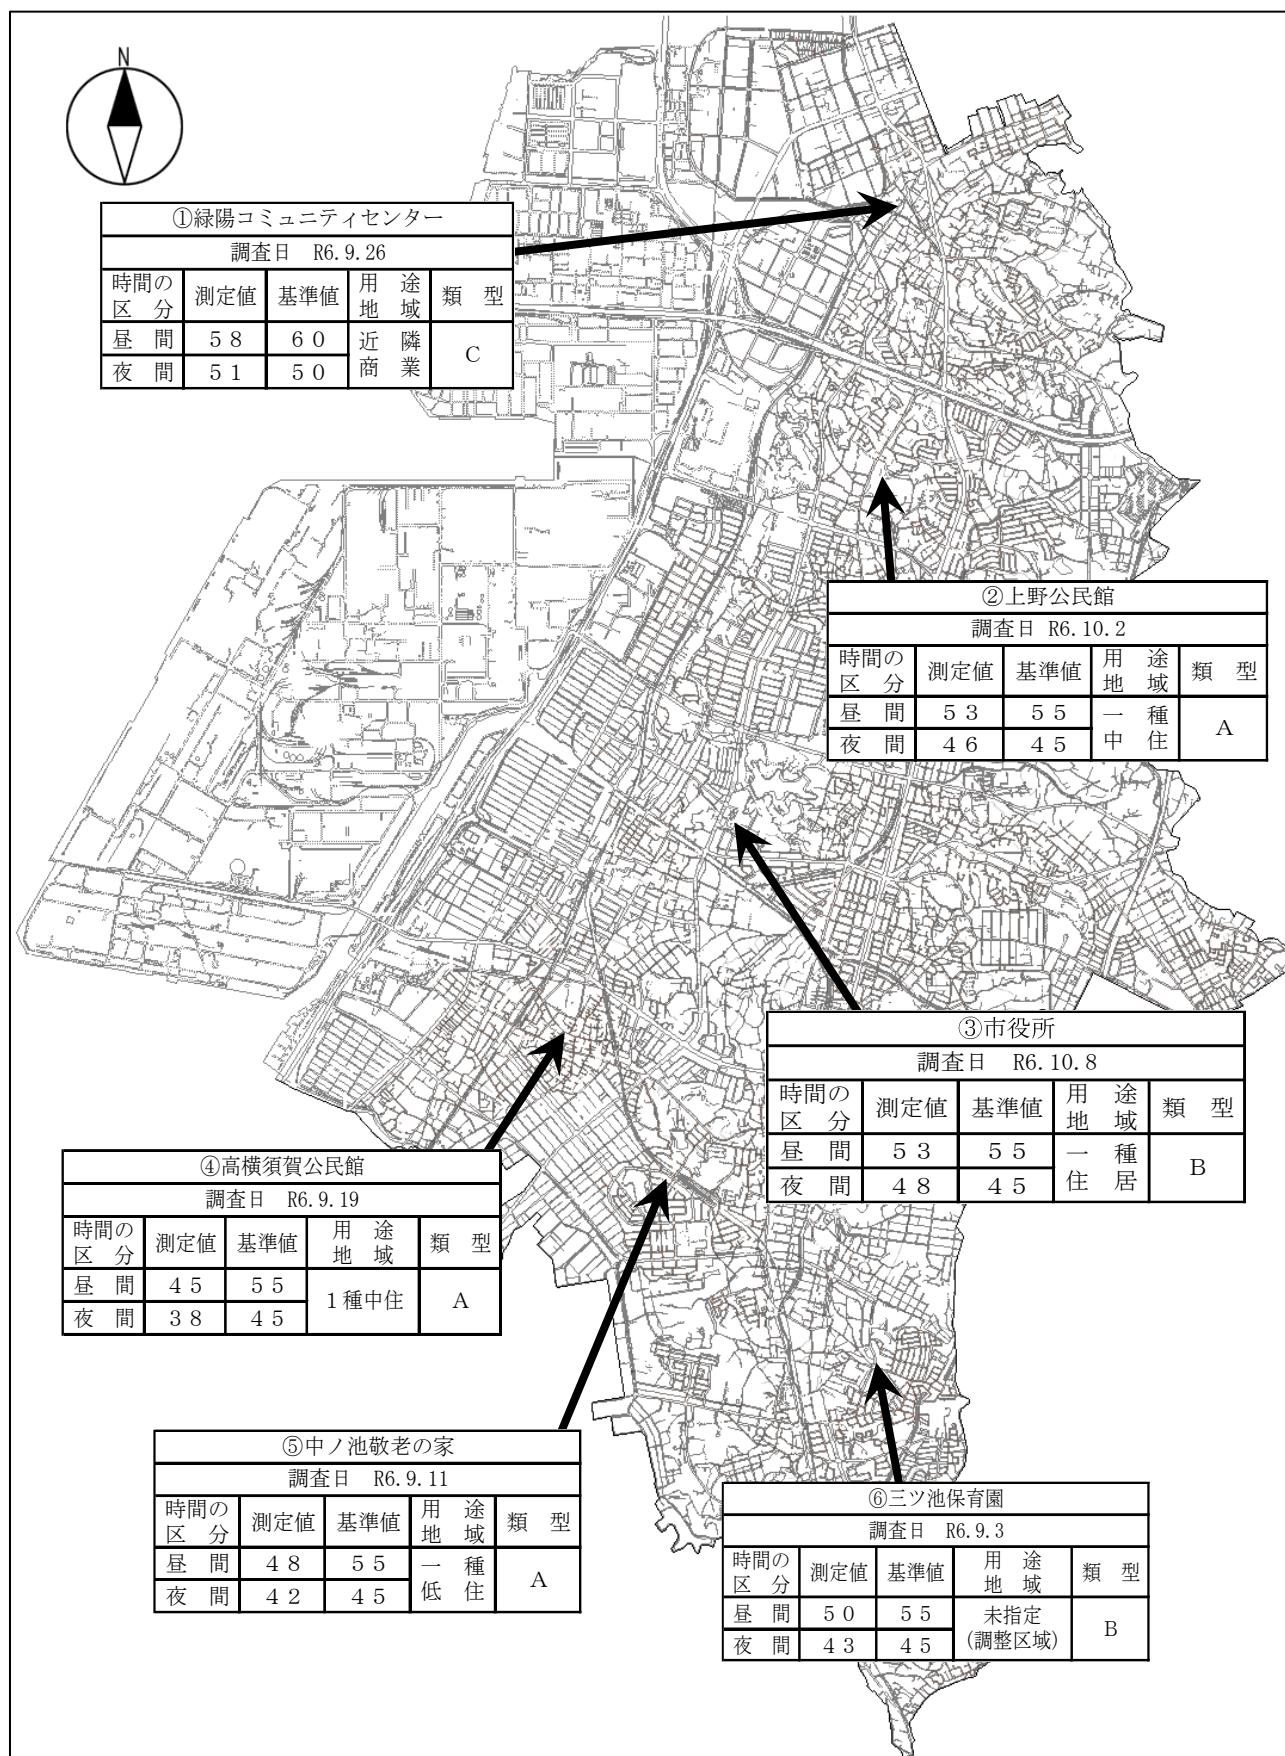 N
①緑陽コミュニティセンター
調査日 R6.9.26
時間の区分 測定値 基準値 用途地域 類型
昼間 58 60 近隣商業 C
夜間 51 50
②上野公民館
調査日 R6.10.2
時間の区分 測定値 基準値 用途地域 類型
昼間 53 55 一種中住 A
夜間 46 45
③市役所
調査日 R6.10.8
時間の区分 測定値 基準値 用途地域 類型
昼間 53 55 一種住居 B
夜間 48 45
④高横須賀公民館
調査日 R6.9.19
時間の区分 測定値 基準値 用途地域 類型
昼間 45 55 1種中住 A
夜間 38 45
⑤中ノ池敬老の家
調査日 R6.9.11
時間の区分 測定値 基準値 用途地域 類型
昼間 48 55 一種低住 A
夜間 42 45
⑥三ツ池保育園
調査日 R6.9.3
時間の区分 測定値 基準値 用途地域 類型
昼間 50 55 未指定(調整区域) B
夜間 43 45